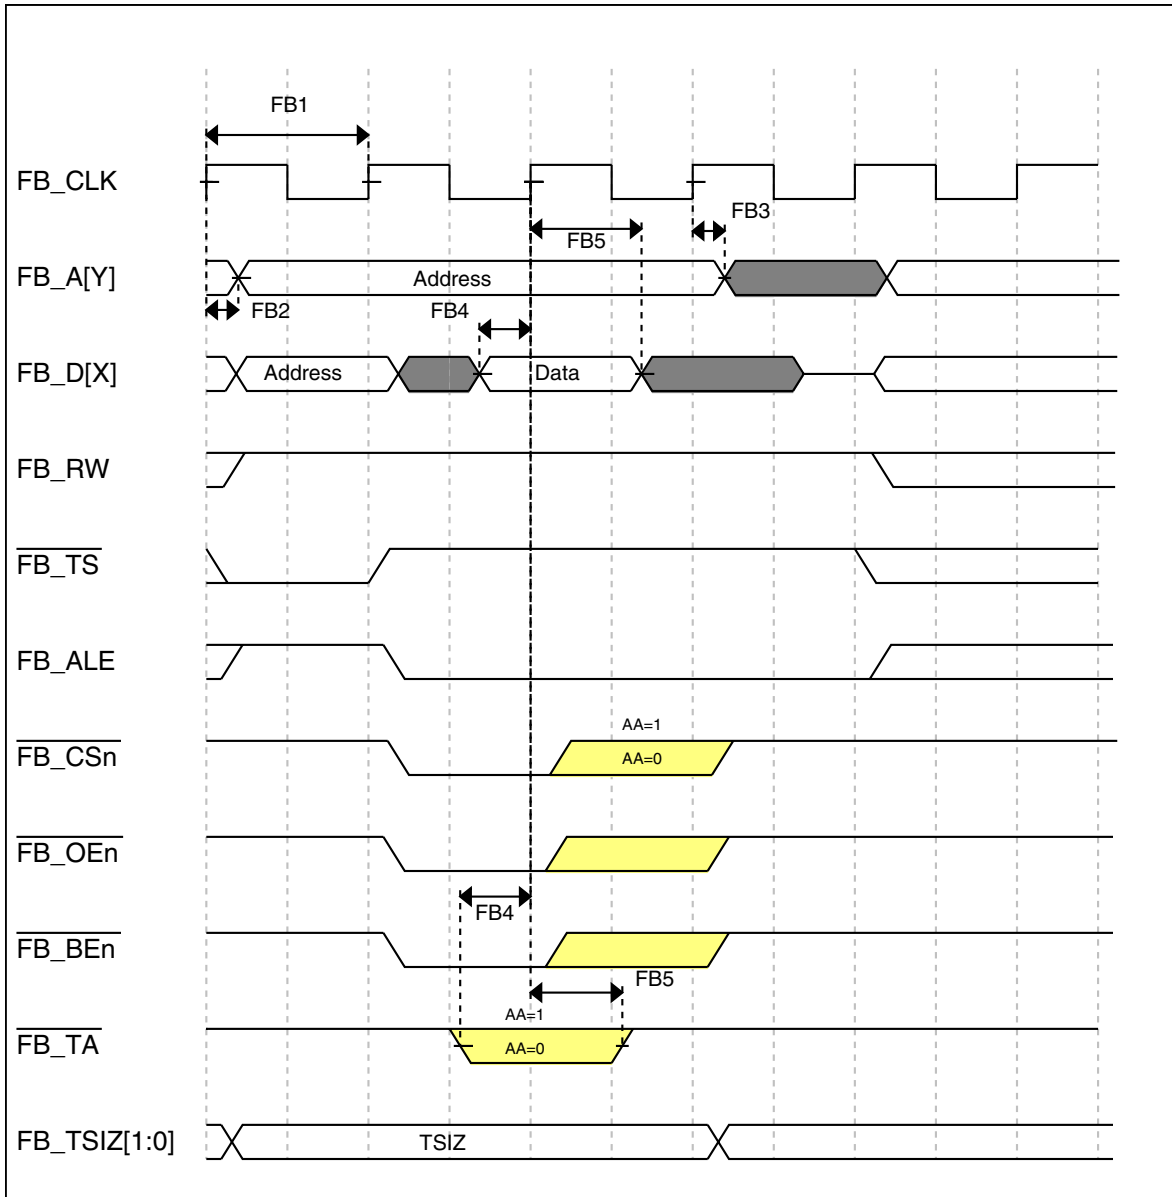 FB1
FB_CLK
FB3
FB5
FB_A[Y]
Address
FB2
FB4
FB_D[X]
Address
Data
FB_RW
FB_TS
FB_ALE
AA=1
FB_CSn
AA=0
FB_OEn
FB4
FB_BEn
FB5
AA=1
FB_TA
AA=0
FB_TSIZ[1:0]
TSIZ